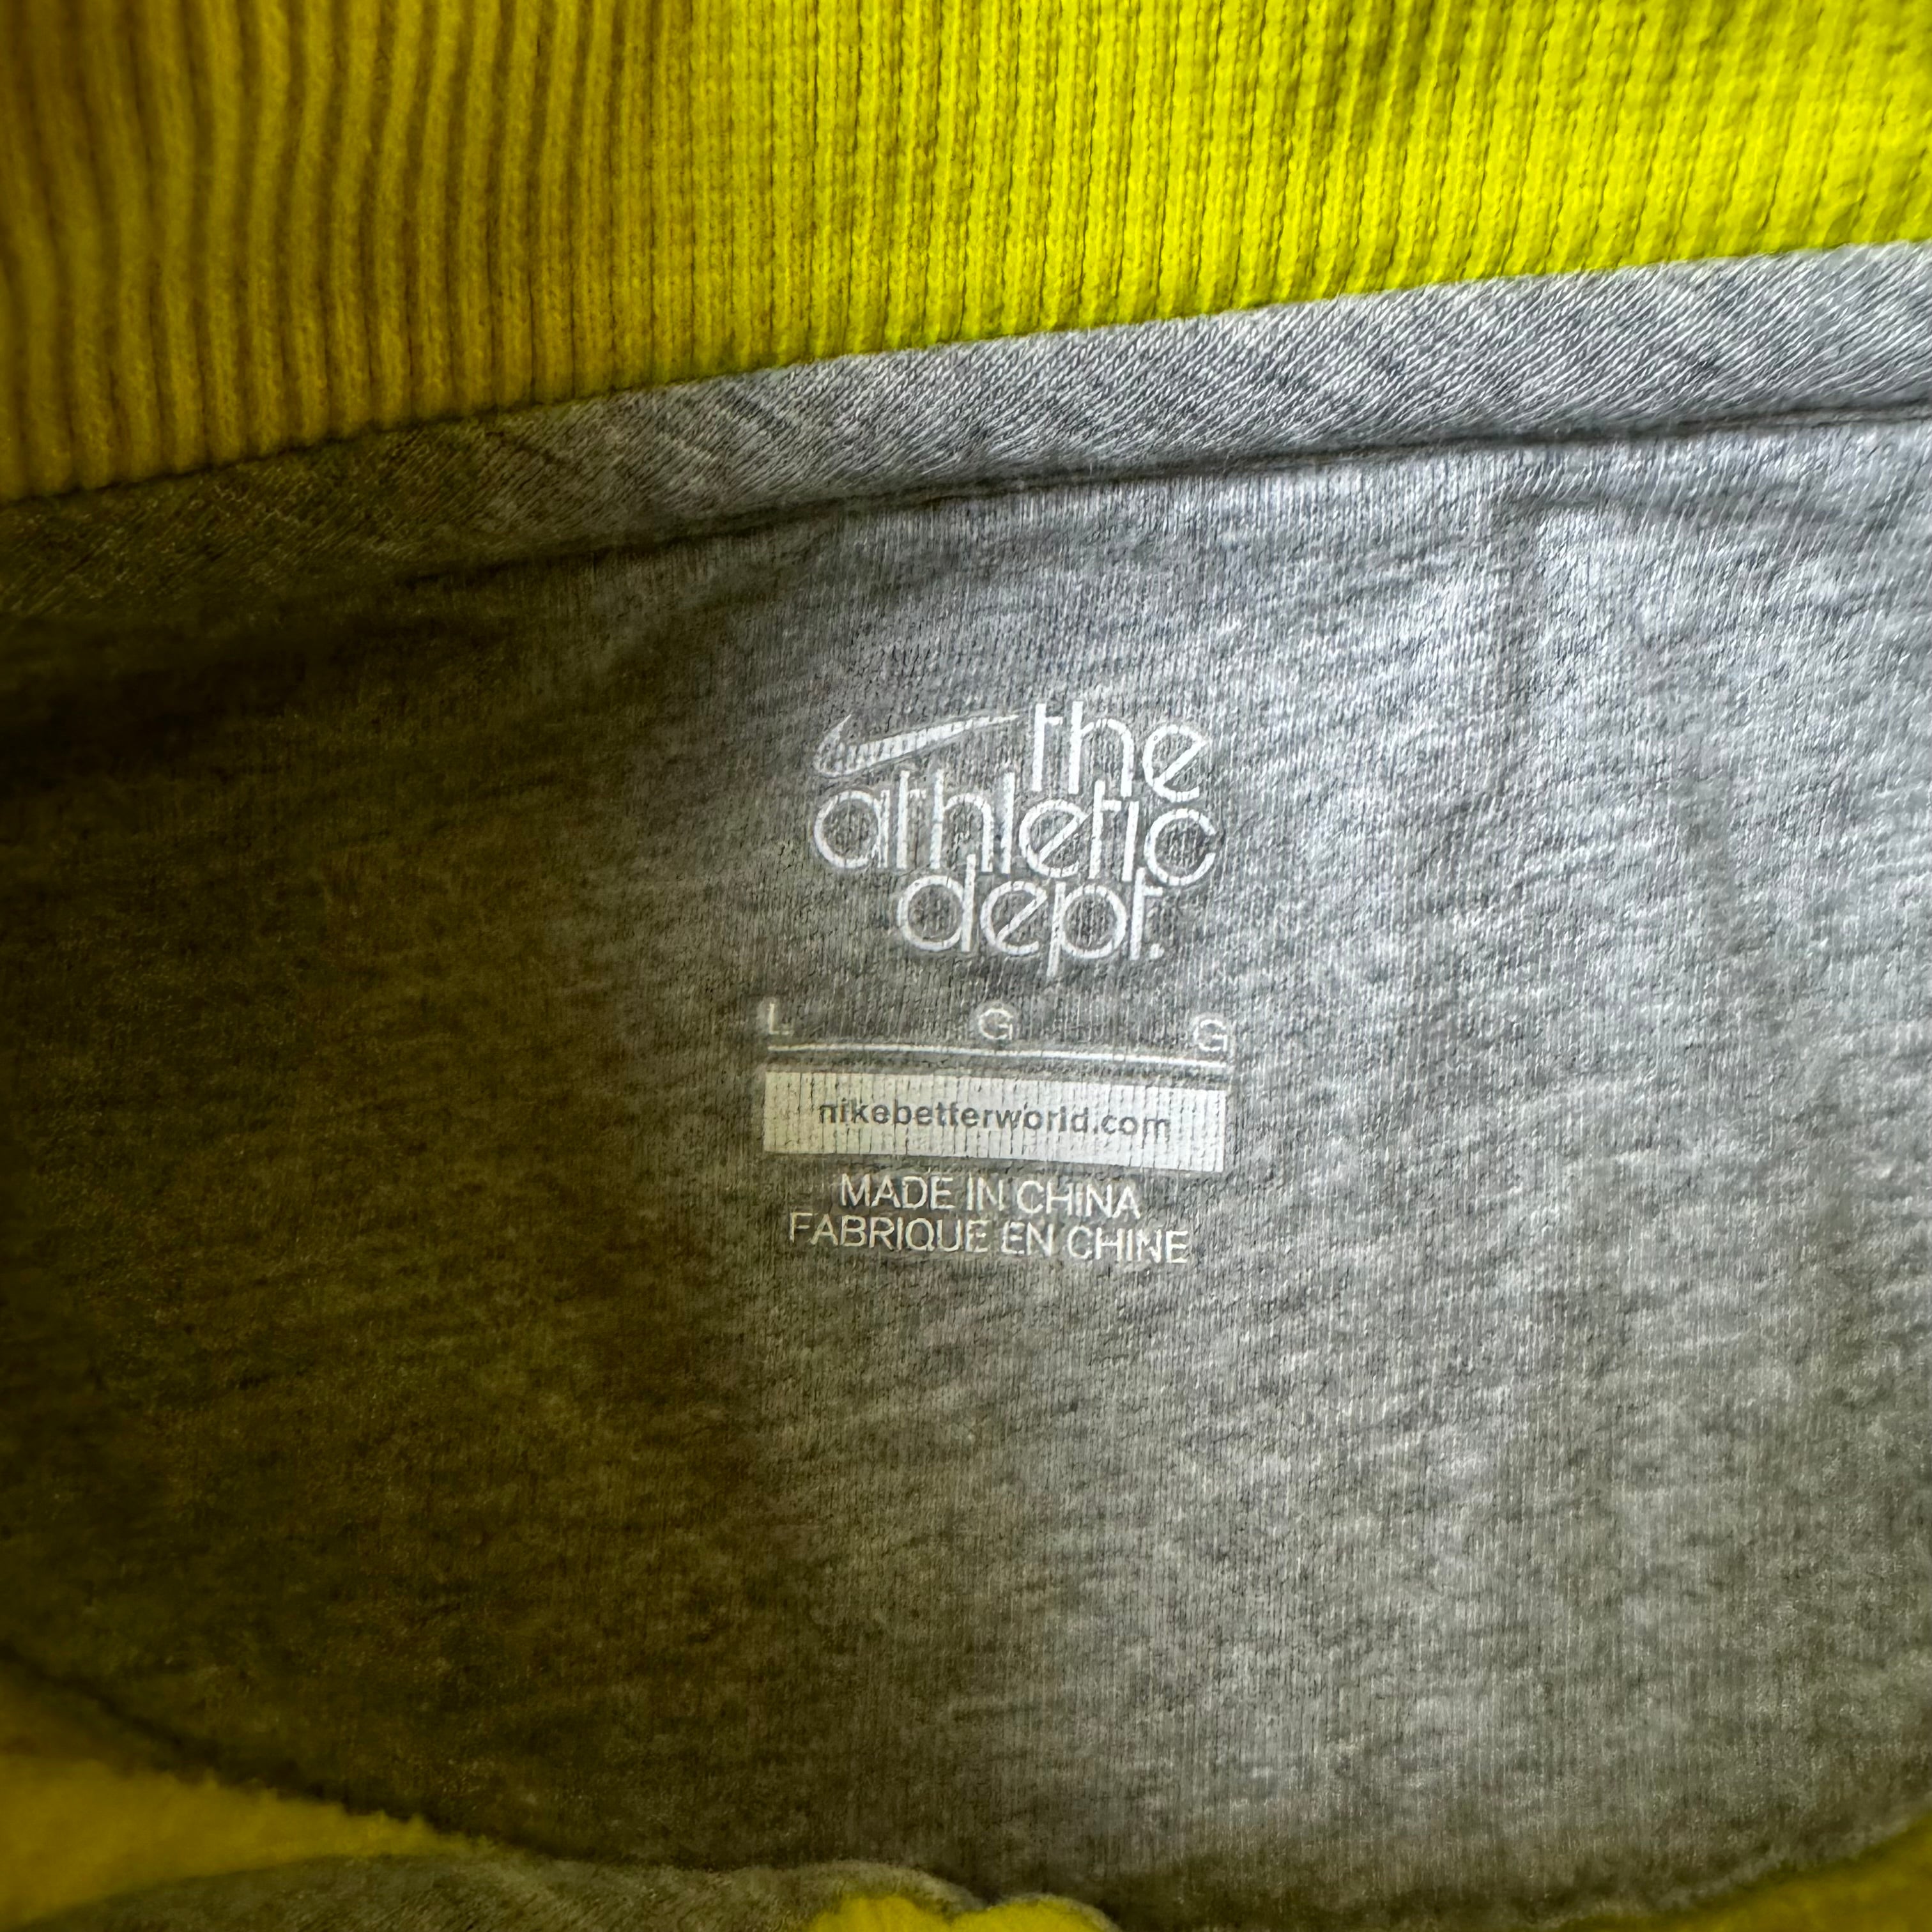 the
athletic
dept.
L G G
nikebetterworld.com
MADE IN CHINA
FABRIQUE EN CHINE